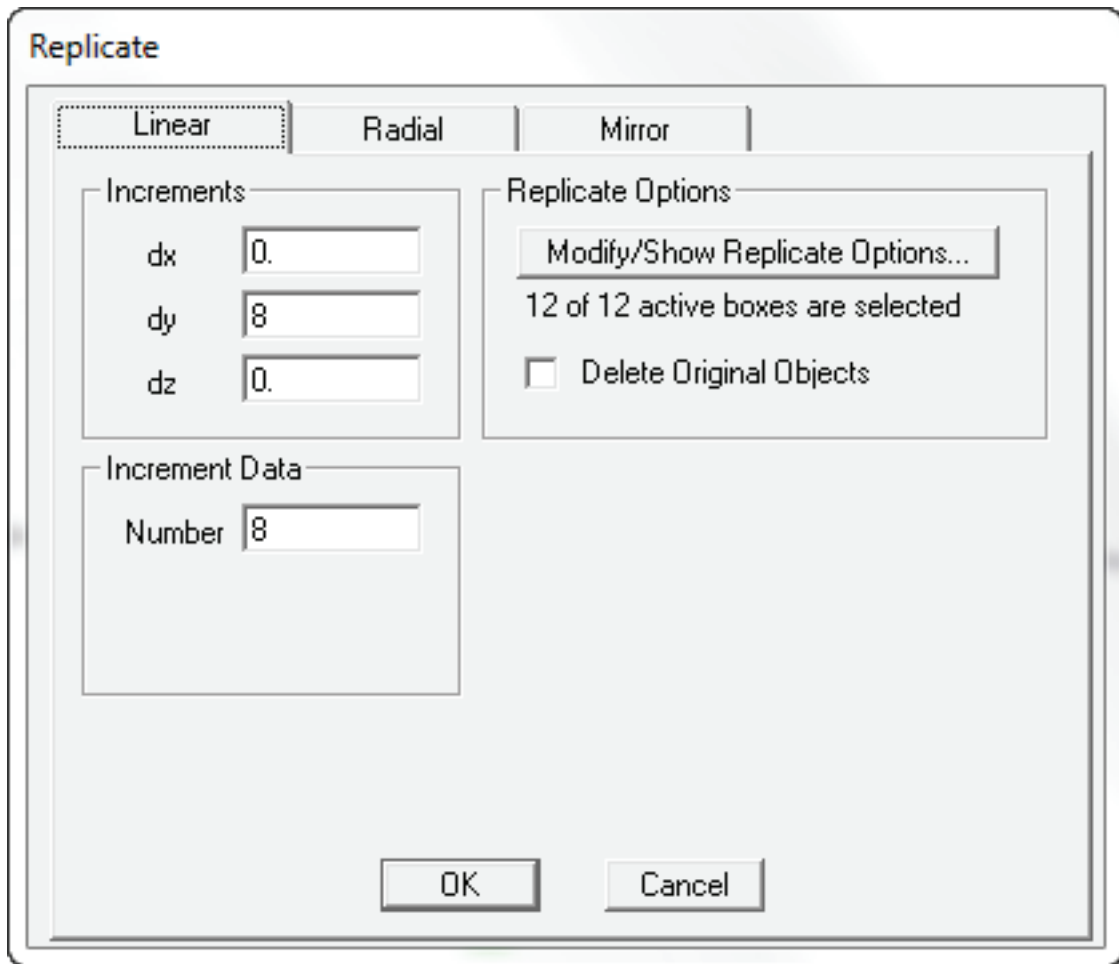 Replicate
Linear
Radial
Mirror
Increments
dx 0.
dy 8
dz 0.
Replicate Options
Modify/Show Replicate Options...
12 of 12 active boxes are selected
Delete Original Objects
Increment Data
Number 8
OK
Cancel